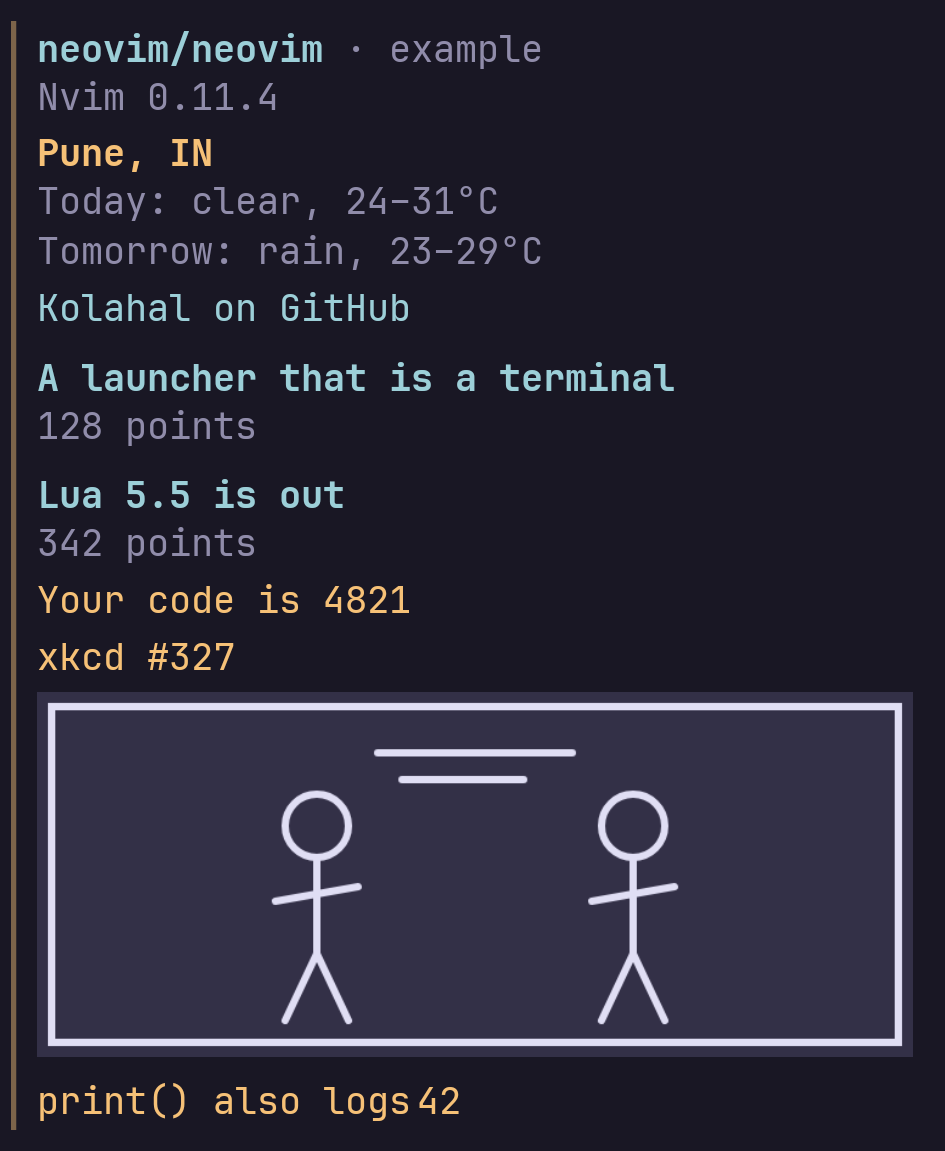 neovim/neovim · example
Nvim 0.11.4
Pune, IN
Today: clear, 24–31°C
Tomorrow: rain, 23–29°C
Kolahal on GitHub
A launcher that is a terminal
128 points
Lua 5.5 is out
342 points
Your code is 4821
xkcd #327
print() also logs 42